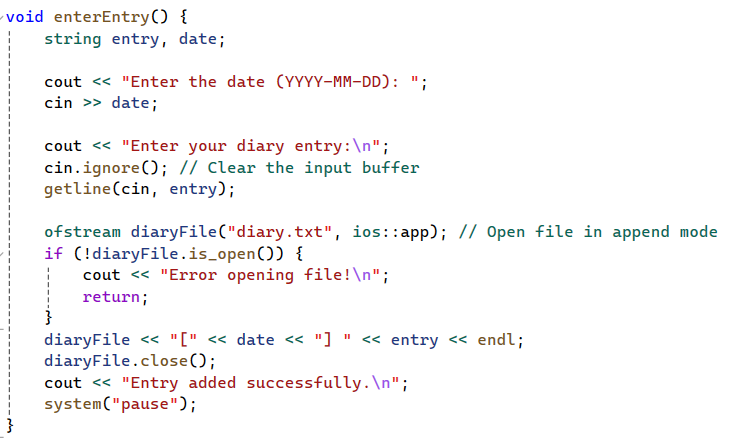 void enterEntry() {
    string entry, date;

    cout << "Enter the date (YYYY-MM-DD): ";
    cin >> date;

    cout << "Enter your diary entry:\n";
    cin.ignore(); // Clear the input buffer
    getline(cin, entry);

    ofstream diaryFile("diary.txt", ios::app); // Open file in append mode
    if (!diaryFile.is_open()) {
        cout << "Error opening file!\n";
        return;
    }
    diaryFile << "[" << date << "] " << entry << endl;
    diaryFile.close();
    cout << "Entry added successfully.\n";
    system("pause");
}